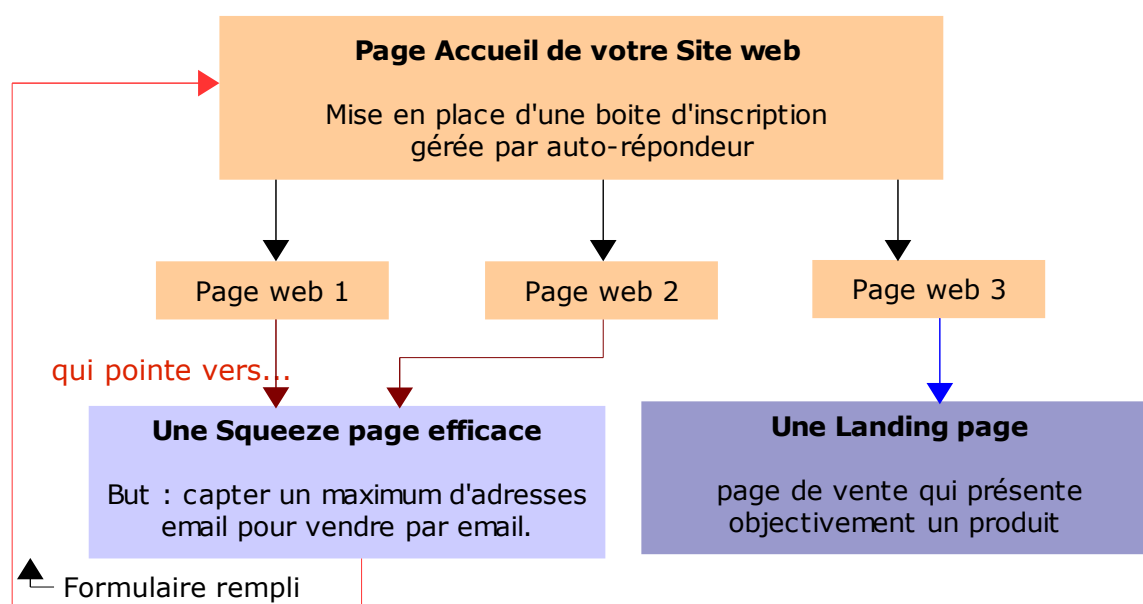 Page Accueil de votre Site web
Mise en place d'une boite d'inscription
gérée par auto-répondeur
Page web 1
Page web 2
Page web 3
qui pointe vers...
Une Squeeze page efficace
But : capter un maximum d'adresses
email pour vendre par email.
Une Landing page
page de vente qui présente
objectivement un produit
Formulaire rempli